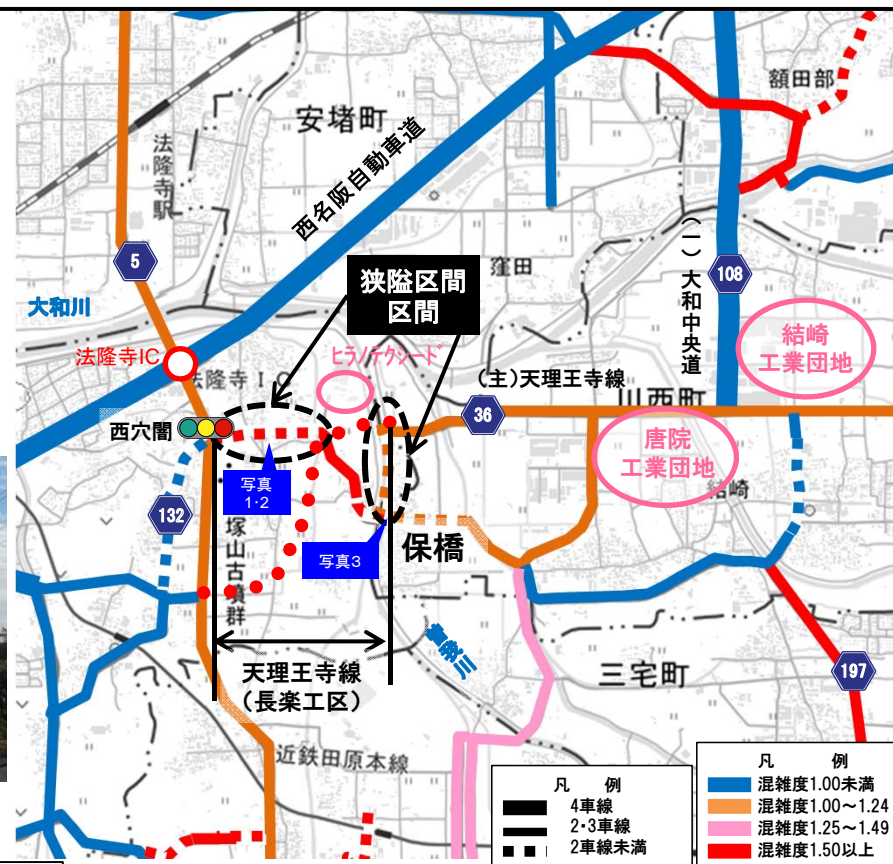 額田部
安堵町
法隆寺駅
西名阪自動車道
5
108
(一)大和中央道
窪田
狭隘区間
区間
大和川
結崎
工業団地
法隆寺IC
法隆寺IC
ヒラノテクシード
(主)天理王寺線
川西町
36
西穴闇
唐院
工業団地
結崎
写真
1・2
132
塚山古墳群
写真3
保橋
曽我川
天理王寺線
(長楽工区)
三宅町
197
近鉄田原本線
凡 例
4車線
2・3車線
2車線未満
凡 例
混雑度1.00未満
混雑度1.00～1.24
混雑度1.25～1.49
混雑度1.50以上